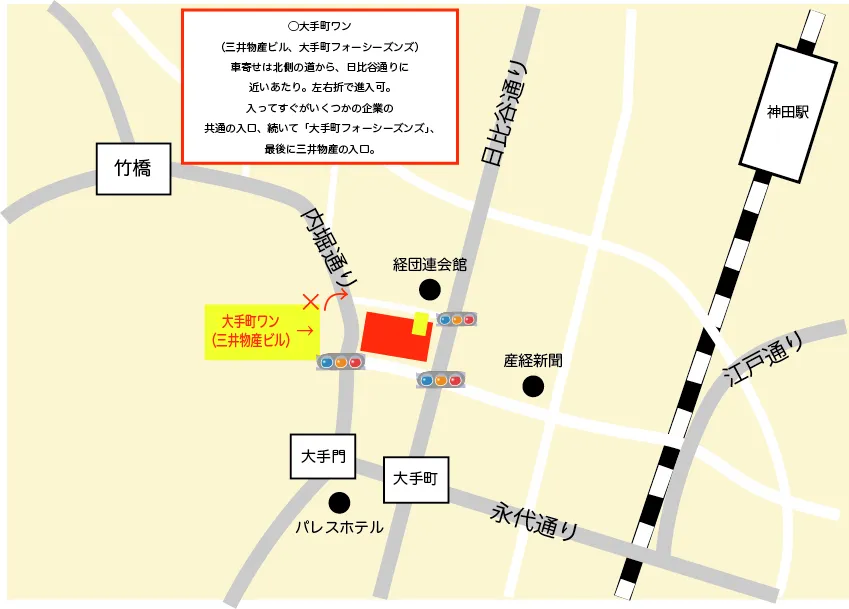 ◯大手町ワン
(三井物産ビル、大手町フォーシーズンズ)
車寄せは北側の道から、日比谷通りに
近いあたり。左右折で進入可。
入ってすぐがいくつかの企業の
共通の入口、続いて「大手町フォーシーズンズ」、
最後に三井物産の入口。
日比谷通り
神田駅
竹橋
内堀通り
経団連会館
大手町ワン
(三井物産ビル)
→
×
産経新聞
江戸通り
大手門
大手町
パレスホテル
永代通り